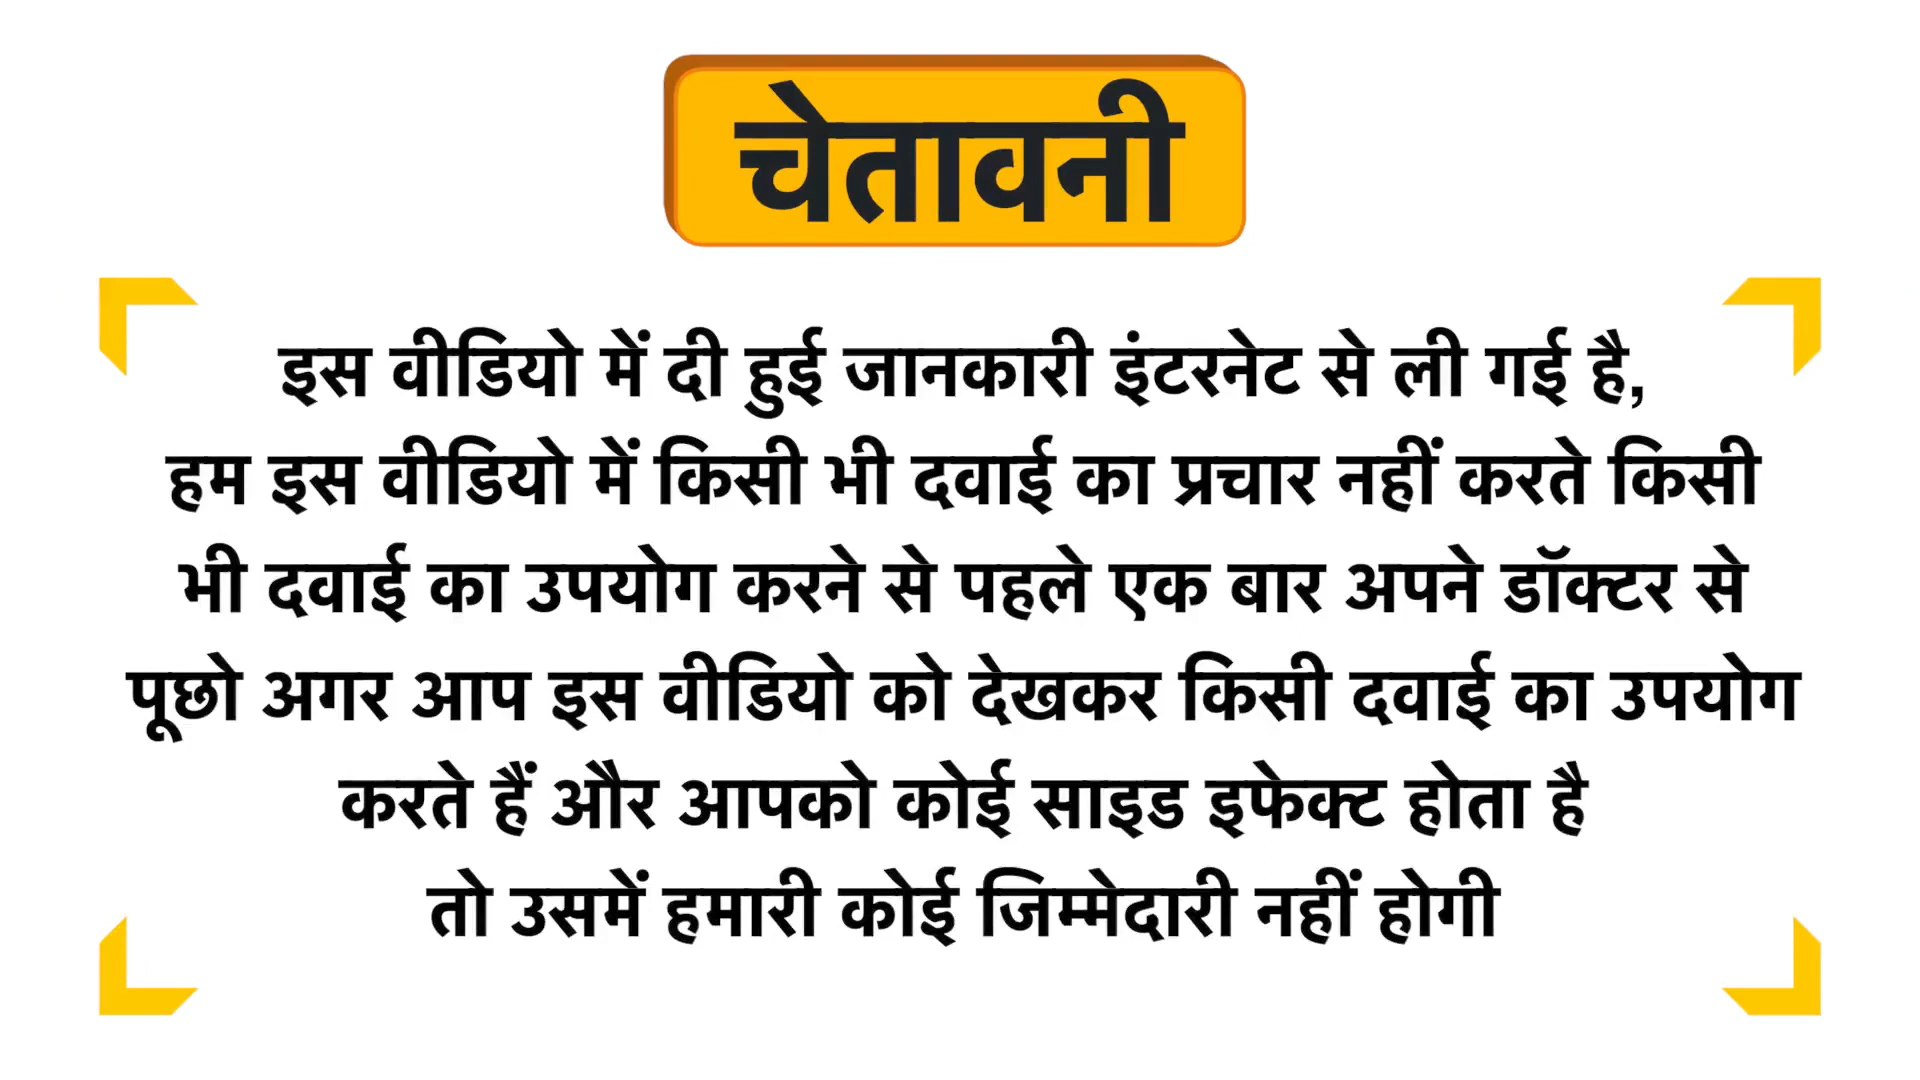 चेतावनी
इस वीडियो में दी हुई जानकारी इंटरनेट से ली गई है,
हम इस वीडियो में किसी भी दवाई का प्रचार नहीं करते किसी
भी दवाई का उपयोग करने से पहले एक बार अपने डॉक्टर से
पूछो अगर आप इस वीडियो को देखकर किसी दवाई का उपयोग
करते हैं और आपको कोई साइड इफेक्ट होता है
तो उसमें हमारी कोई जिम्मेदारी नहीं होगी